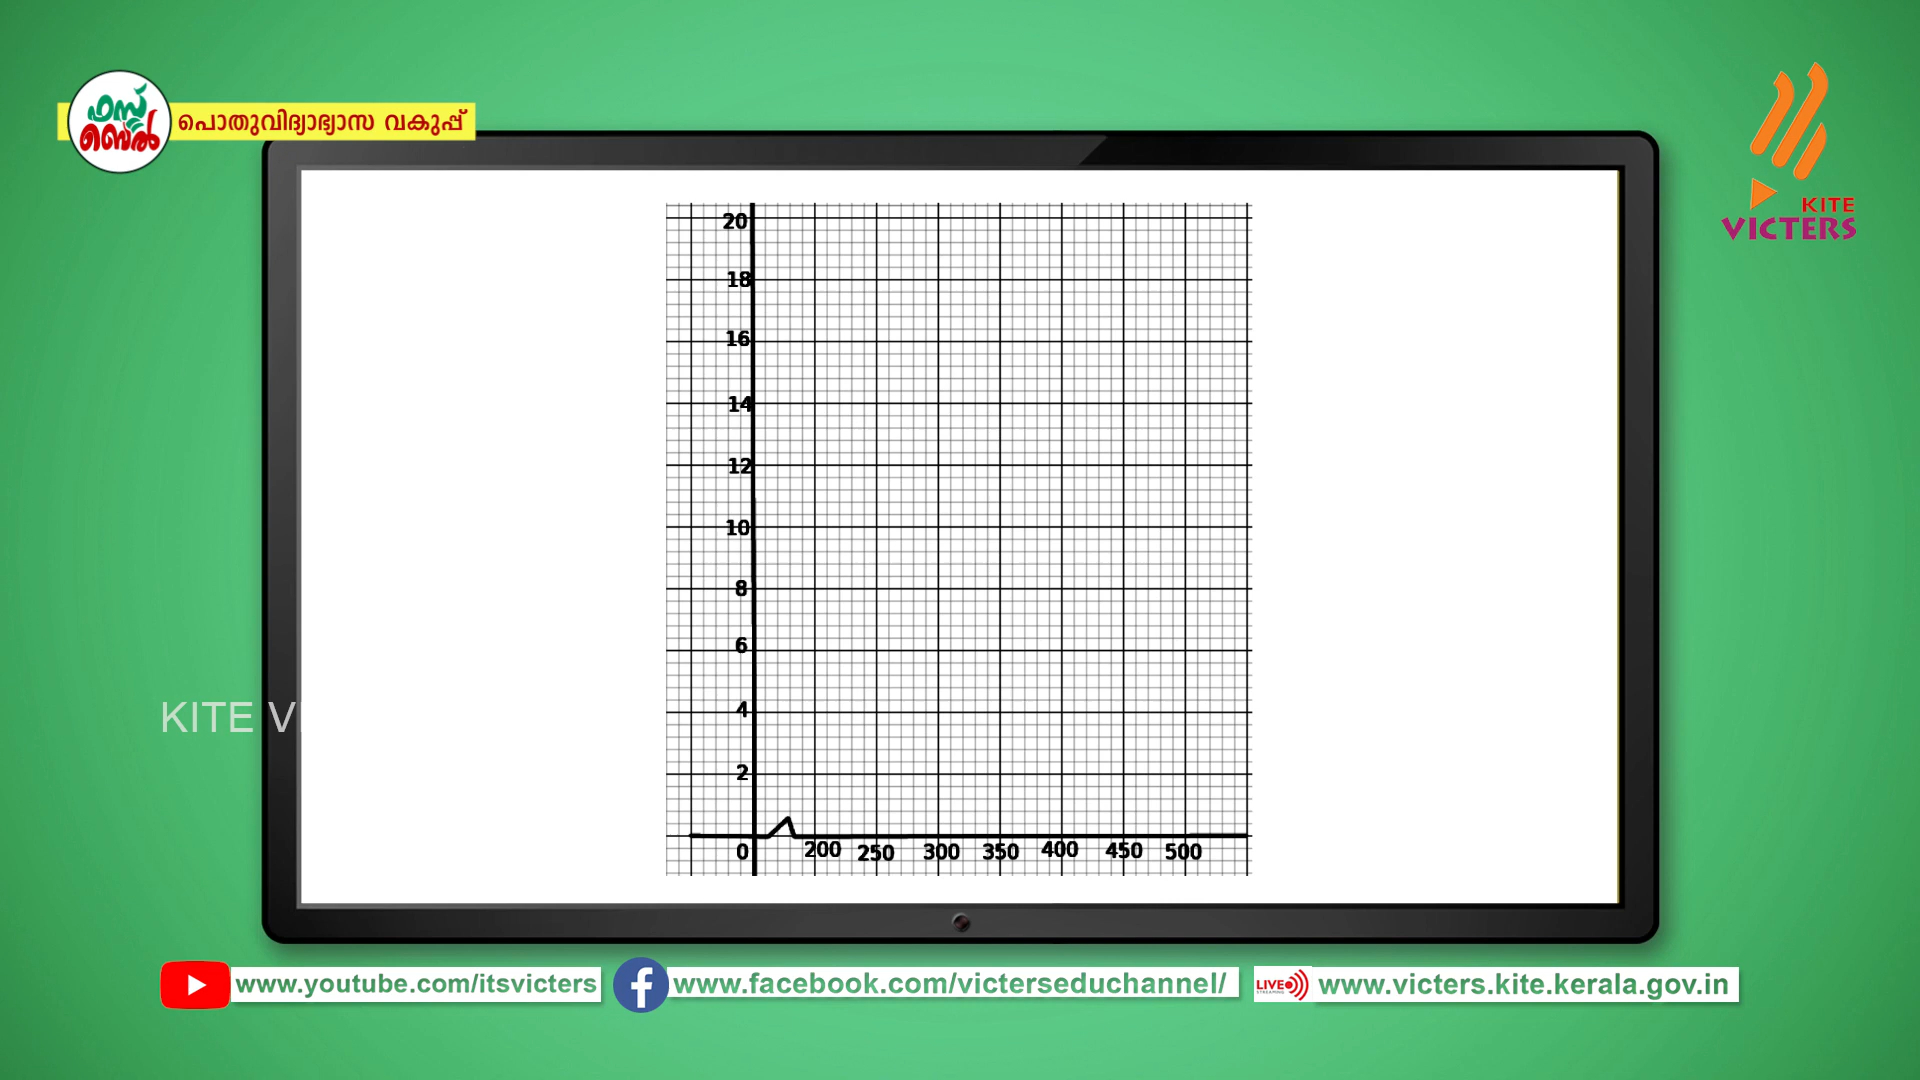 ഫസ്റ്റ്
ബെൽ
പൊതുവിദ്യാഭ്യാസ വകുപ്പ്
KITE
VICTERS
20
18
16
14
12
10
8
6
4
2
0 200 250 300 350 400 450 500
KITE V
www.youtube.com/itsvicters
www.facebook.com/victerseduchannel/
LIVE
STREAMING
www.victers.kite.kerala.gov.in